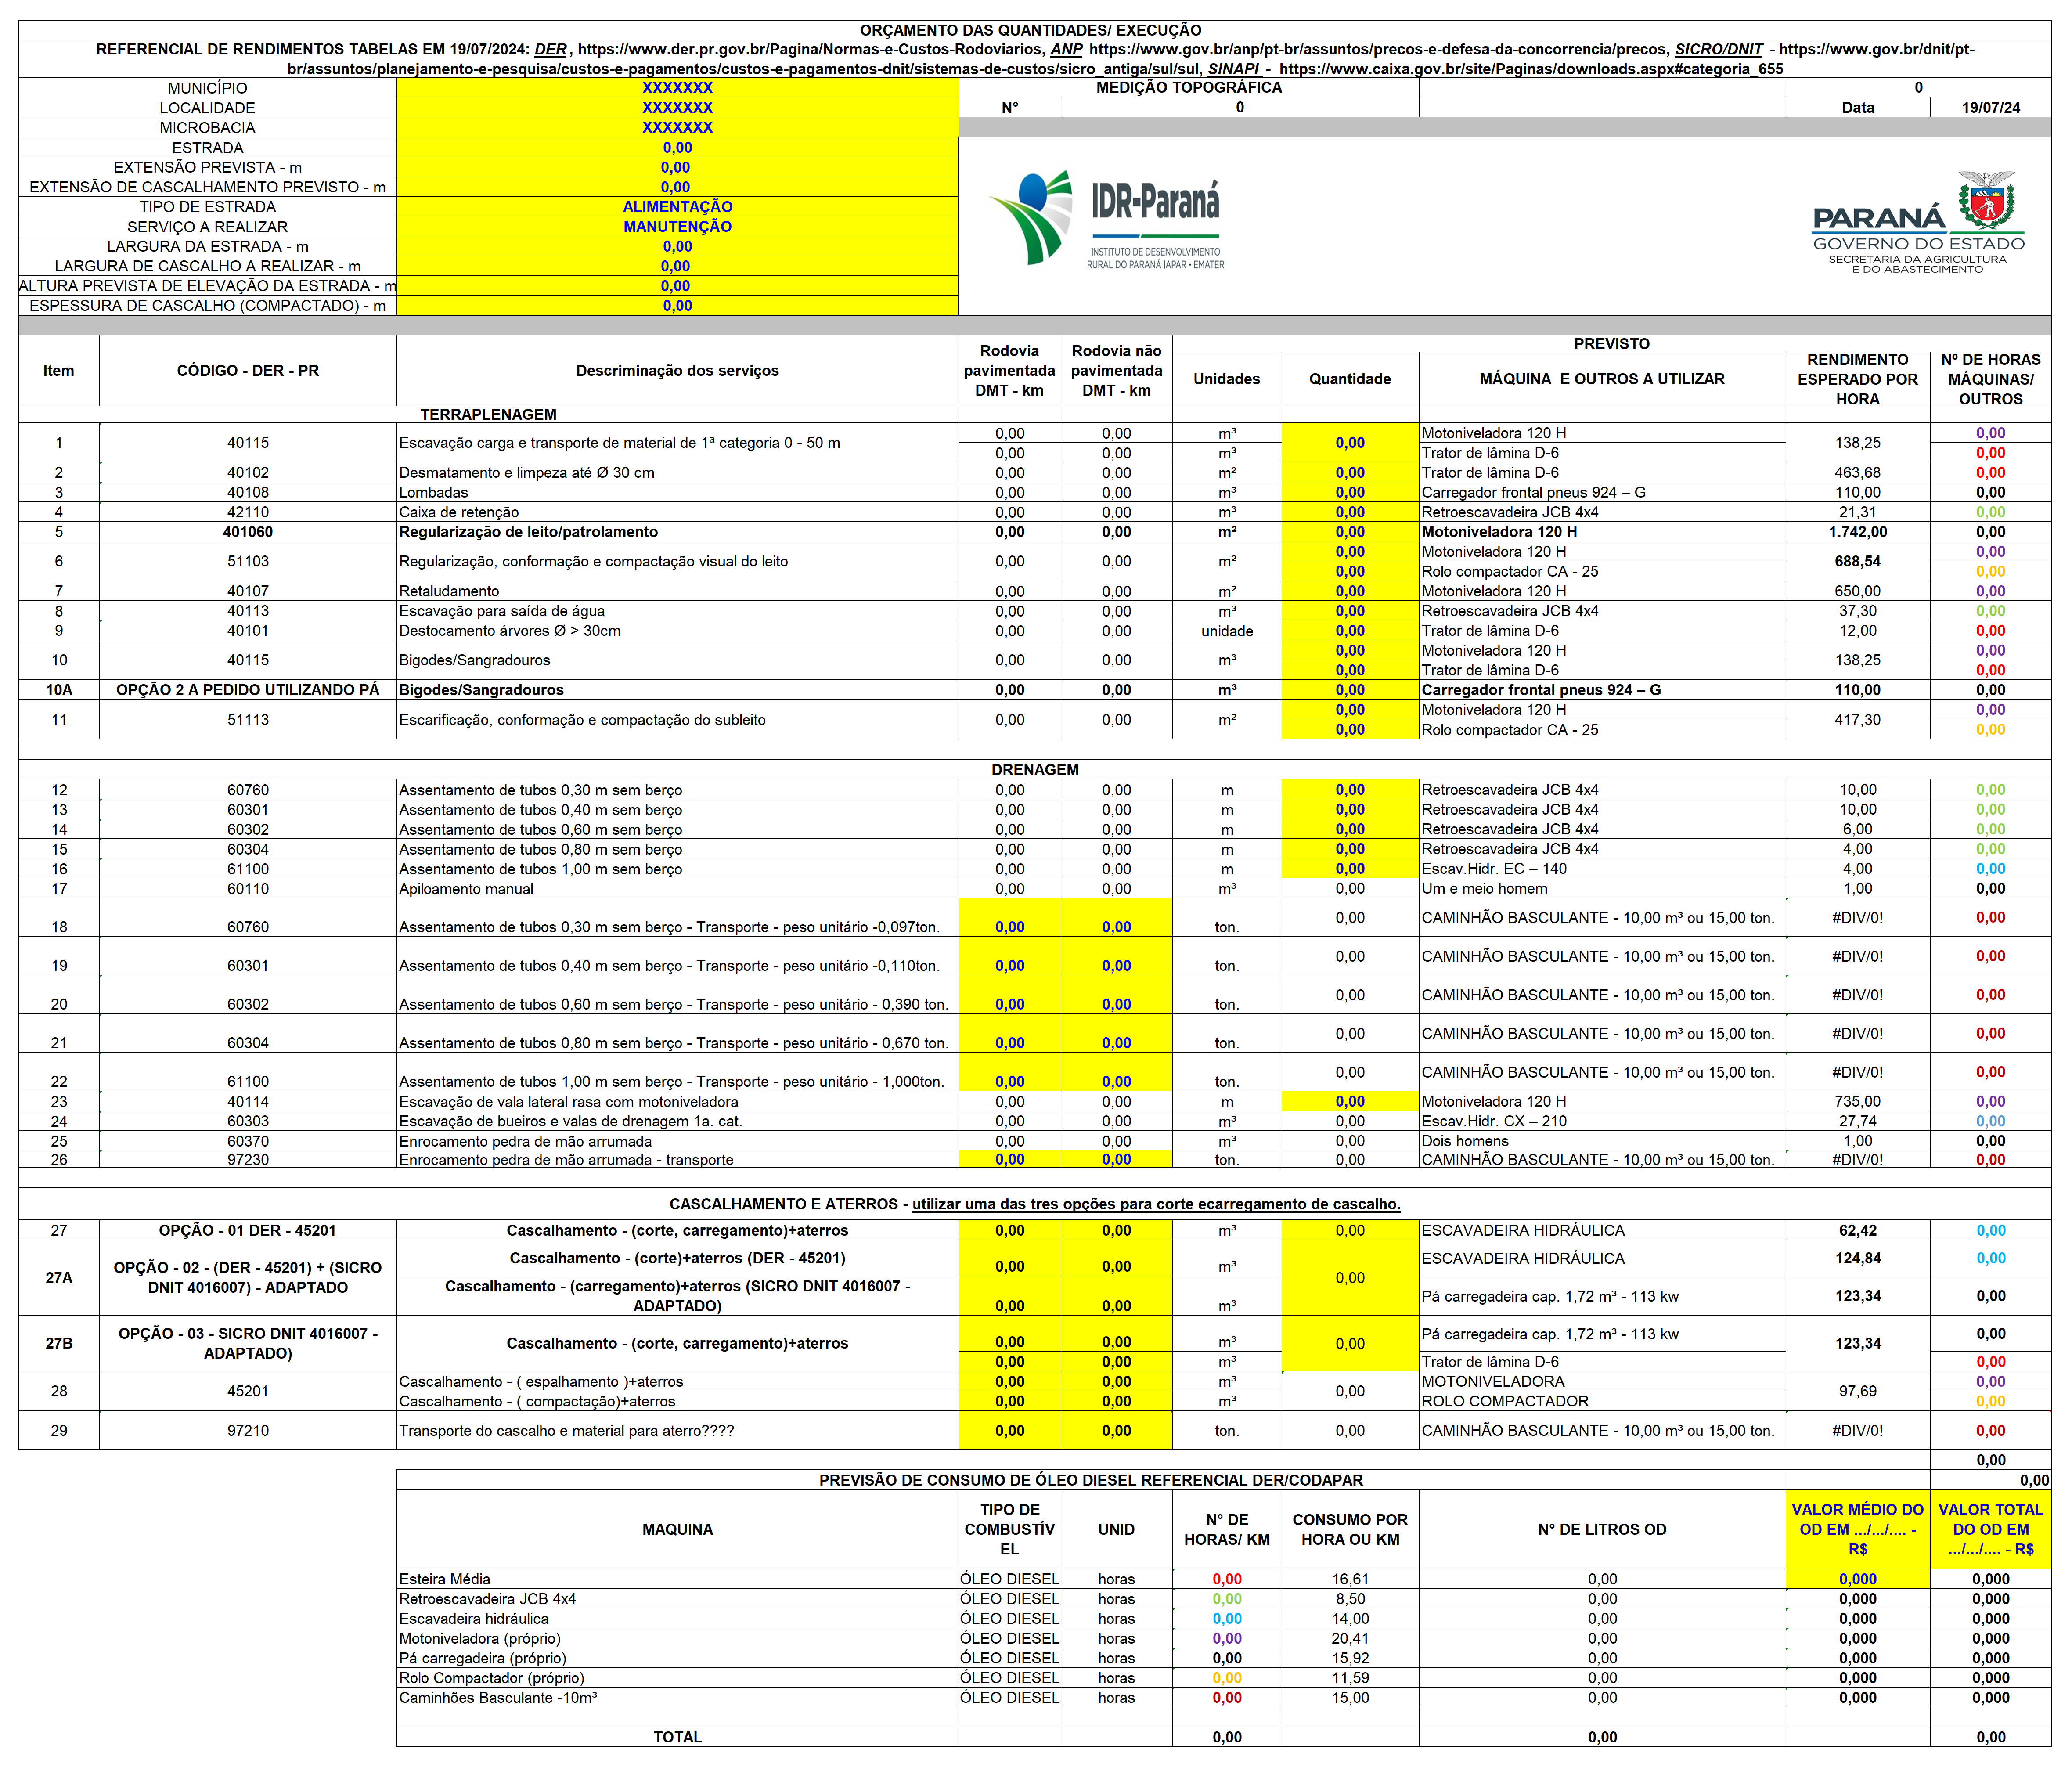 ORÇAMENTO DAS QUANTIDADES/ EXECUÇÃO
REFERENCIAL DE RENDIMENTOS TABELAS EM 19/07/2024: DER , https://www.der.pr.gov.br/Pagina/Normas-e-Custos-Rodoviarios, ANP https://www.gov.br/anp/pt-br/assuntos/precos-e-defesa-da-concorrencia/precos, SICRO/DNIT - https://www.gov.br/dnit/pt-
br/assuntos/planejamento-e-pesquisa/custos-e-pagamentos/custos-e-pagamentos-dnit/sistemas-de-custos/sicro_antiga/sul/sul, SINAPI - https://www.caixa.gov.br/site/Paginas/downloads.aspx#categoria_655
MUNICÍPIO XXXXXXX MEDIÇÃO TOPOGRÁFICA 0
LOCALIDADE XXXXXXX N° 0 Data 19/07/24
MICROBACIA XXXXXXX
ESTRADA 0,00
EXTENSÃO PREVISTA - m 0,00
EXTENSÃO DE CASCALHAMENTO PREVISTO - m 0,00
TIPO DE ESTRADA ALIMENTAÇÃO
SERVIÇO A REALIZAR MANUTENÇÃO
LARGURA DA ESTRADA - m 0,00
LARGURA DE CASCALHO A REALIZAR - m 0,00
ALTURA PREVISTA DE ELEVAÇÃO DA ESTRADA - m 0,00
ESPESSURA DE CASCALHO (COMPACTADO) - m 0,00
IDR-Paraná
INSTITUTO DE DESENVOLVIMENTO
RURAL DO PARANÁ IAPAR • EMATER
PARANÁ
GOVERNO DO ESTADO
SECRETARIA DA AGRICULTURA
E DO ABASTECIMENTO
Item CÓDIGO - DER - PR Descriminação dos serviços Rodovia pavimentada DMT - km Rodovia não pavimentada DMT - km PREVISTO
Unidades Quantidade MÁQUINA E OUTROS A UTILIZAR RENDIMENTO ESPERADO POR HORA Nº DE HORAS MÁQUINAS/ OUTROS
TERRAPLENAGEM
1 40115 Escavação carga e transporte de material de 1ª categoria 0 - 50 m 0,00 0,00 m³ 0,00 Motoniveladora 120 H 138,25 0,00
0,00 0,00 m³ Trator de lâmina D-6 0,00
2 40102 Desmatamento e limpeza até Ø 30 cm 0,00 0,00 m² 0,00 Trator de lâmina D-6 463,68 0,00
3 40108 Lombadas 0,00 0,00 m³ 0,00 Carregador frontal pneus 924 – G 110,00 0,00
4 42110 Caixa de retenção 0,00 0,00 m³ 0,00 Retroescavadeira JCB 4x4 21,31 0,00
5 401060 Regularização de leito/patrolamento 0,00 0,00 m² 0,00 Motoniveladora 120 H 1.742,00 0,00
6 51103 Regularização, conformação e compactação visual do leito 0,00 0,00 m² 0,00 Motoniveladora 120 H 688,54 0,00
0,00 Rolo compactador CA - 25 0,00
7 40107 Retaludamento 0,00 0,00 m² 0,00 Motoniveladora 120 H 650,00 0,00
8 40113 Escavação para saída de água 0,00 0,00 m³ 0,00 Retroescavadeira JCB 4x4 37,30 0,00
9 40101 Destocamento árvores Ø > 30cm 0,00 0,00 unidade 0,00 Trator de lâmina D-6 12,00 0,00
10 40115 Bigodes/Sangradouros 0,00 0,00 m³ 0,00 Motoniveladora 120 H 138,25 0,00
0,00 Trator de lâmina D-6 0,00
10A OPÇÃO 2 A PEDIDO UTILIZANDO PÁ Bigodes/Sangradouros 0,00 0,00 m³ 0,00 Carregador frontal pneus 924 – G 110,00 0,00
11 51113 Escarificação, conformação e compactação do subleito 0,00 0,00 m² 0,00 Motoniveladora 120 H 417,30 0,00
0,00 Rolo compactador CA - 25 0,00
DRENAGEM
12 60760 Assentamento de tubos 0,30 m sem berço 0,00 0,00 m 0,00 Retroescavadeira JCB 4x4 10,00 0,00
13 60301 Assentamento de tubos 0,40 m sem berço 0,00 0,00 m 0,00 Retroescavadeira JCB 4x4 10,00 0,00
14 60302 Assentamento de tubos 0,60 m sem berço 0,00 0,00 m 0,00 Retroescavadeira JCB 4x4 6,00 0,00
15 60304 Assentamento de tubos 0,80 m sem berço 0,00 0,00 m 0,00 Retroescavadeira JCB 4x4 4,00 0,00
16 61100 Assentamento de tubos 1,00 m sem berço 0,00 0,00 m 0,00 Escav.Hidr. EC – 140 4,00 0,00
17 60110 Apiloamento manual 0,00 0,00 m³ 0,00 Um e meio homem 1,00 0,00
18 60760 Assentamento de tubos 0,30 m sem berço - Transporte - peso unitário -0,097ton. 0,00 0,00 ton. 0,00 CAMINHÃO BASCULANTE - 10,00 m³ ou 15,00 ton. #DIV/0! 0,00
19 60301 Assentamento de tubos 0,40 m sem berço - Transporte - peso unitário -0,110ton. 0,00 0,00 ton. 0,00 CAMINHÃO BASCULANTE - 10,00 m³ ou 15,00 ton. #DIV/0! 0,00
20 60302 Assentamento de tubos 0,60 m sem berço - Transporte - peso unitário - 0,390 ton. 0,00 0,00 ton. 0,00 CAMINHÃO BASCULANTE - 10,00 m³ ou 15,00 ton. #DIV/0! 0,00
21 60304 Assentamento de tubos 0,80 m sem berço - Transporte - peso unitário - 0,670 ton. 0,00 0,00 ton. 0,00 CAMINHÃO BASCULANTE - 10,00 m³ ou 15,00 ton. #DIV/0! 0,00
22 61100 Assentamento de tubos 1,00 m sem berço - Transporte - peso unitário - 1,000ton. 0,00 0,00 ton. 0,00 CAMINHÃO BASCULANTE - 10,00 m³ ou 15,00 ton. #DIV/0! 0,00
23 40114 Escavação de vala lateral rasa com motoniveladora 0,00 0,00 m 0,00 Motoniveladora 120 H 735,00 0,00
24 60303 Escavação de bueiros e valas de drenagem 1a. cat. 0,00 0,00 m³ 0,00 Escav.Hidr. CX – 210 27,74 0,00
25 60370 Enrocamento pedra de mão arrumada 0,00 0,00 m³ 0,00 Dois homens 1,00 0,00
26 97230 Enrocamento pedra de mão arrumada - transporte 0,00 0,00 ton. 0,00 CAMINHÃO BASCULANTE - 10,00 m³ ou 15,00 ton. #DIV/0! 0,00
CASCALHAMENTO E ATERROS - utilizar uma das tres opções para corte ecarregamento de cascalho.
27 OPÇÃO - 01 DER - 45201 Cascalhamento - (corte, carregamento)+aterros 0,00 0,00 m³ 0,00 ESCAVADEIRA HIDRÁULICA 62,42 0,00
27A OPÇÃO - 02 - (DER - 45201) + (SICRO DNIT 4016007) - ADAPTADO Cascalhamento - (corte)+aterros (DER - 45201) 0,00 0,00 m³ 0,00 ESCAVADEIRA HIDRÁULICA 124,84 0,00
Cascalhamento - (carregamento)+aterros (SICRO DNIT 4016007 - ADAPTADO) 0,00 0,00 m³ Pá carregadeira cap. 1,72 m³ - 113 kw 123,34 0,00
27B OPÇÃO - 03 - SICRO DNIT 4016007 - ADAPTADO) Cascalhamento - (corte, carregamento)+aterros 0,00 0,00 m³ 0,00 Pá carregadeira cap. 1,72 m³ - 113 kw 123,34 0,00
0,00 0,00 m³ Trator de lâmina D-6 0,00
28 45201 Cascalhamento - ( espalhamento )+aterros 0,00 0,00 m³ 0,00 MOTONIVELADORA 97,69 0,00
Cascalhamento - ( compactação)+aterros 0,00 0,00 m³ ROLO COMPACTADOR 0,00
29 97210 Transporte do cascalho e material para aterro???? 0,00 0,00 ton. 0,00 CAMINHÃO BASCULANTE - 10,00 m³ ou 15,00 ton. #DIV/0! 0,00
0,00
PREVISÃO DE CONSUMO DE ÓLEO DIESEL REFERENCIAL DER/CODAPAR 0,00
MAQUINA TIPO DE COMBUSTÍVEL UNID N° DE HORAS/ KM CONSUMO POR HORA OU KM N° DE LITROS OD VALOR MÉDIO DO OD EM .../.../.... - R$ VALOR TOTAL DO OD EM .../.../.... - R$
Esteira Média ÓLEO DIESEL horas 0,00 16,61 0,00 0,000 0,000
Retroescavadeira JCB 4x4 ÓLEO DIESEL horas 0,00 8,50 0,00 0,000 0,000
Escavadeira hidráulica ÓLEO DIESEL horas 0,00 14,00 0,00 0,000 0,000
Motoniveladora (próprio) ÓLEO DIESEL horas 0,00 20,41 0,00 0,000 0,000
Pá carregadeira (próprio) ÓLEO DIESEL horas 0,00 15,92 0,00 0,000 0,000
Rolo Compactador (próprio) ÓLEO DIESEL horas 0,00 11,59 0,00 0,000 0,000
Caminhões Basculante -10m³ ÓLEO DIESEL horas 0,00 15,00 0,00 0,000 0,000
TOTAL 0,00 0,00 0,00